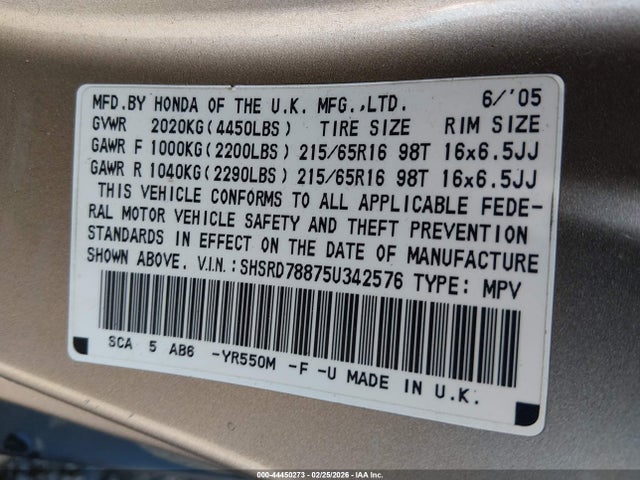 MFD.BY HONDA OF THE U.K. MFG.,LTD. 6/'05
GVWR 2020KG(4450LBS) TIRE SIZE RIM SIZE
GAWR F 1000KG(2200LBS) 215/65R16 98T 16x6.5JJ
GAWR R 1040KG(2290LBS) 215/65R16 98T 16x6.5JJ
THIS VEHICLE CONFORMS TO ALL APPLICABLE FEDE-
RAL MOTOR VEHICLE SAFETY AND THEFT PREVENTION
STANDARDS IN EFFECT ON THE DATE OF MANUFACTURE
SHOWN ABOVE. V.I.N.:SHSRD78875U342576 TYPE: MPV
SCA 5 AB6 -YR550M -F -U MADE IN U.K.
000-44450273 - 02/25/2026 - IAA Inc.